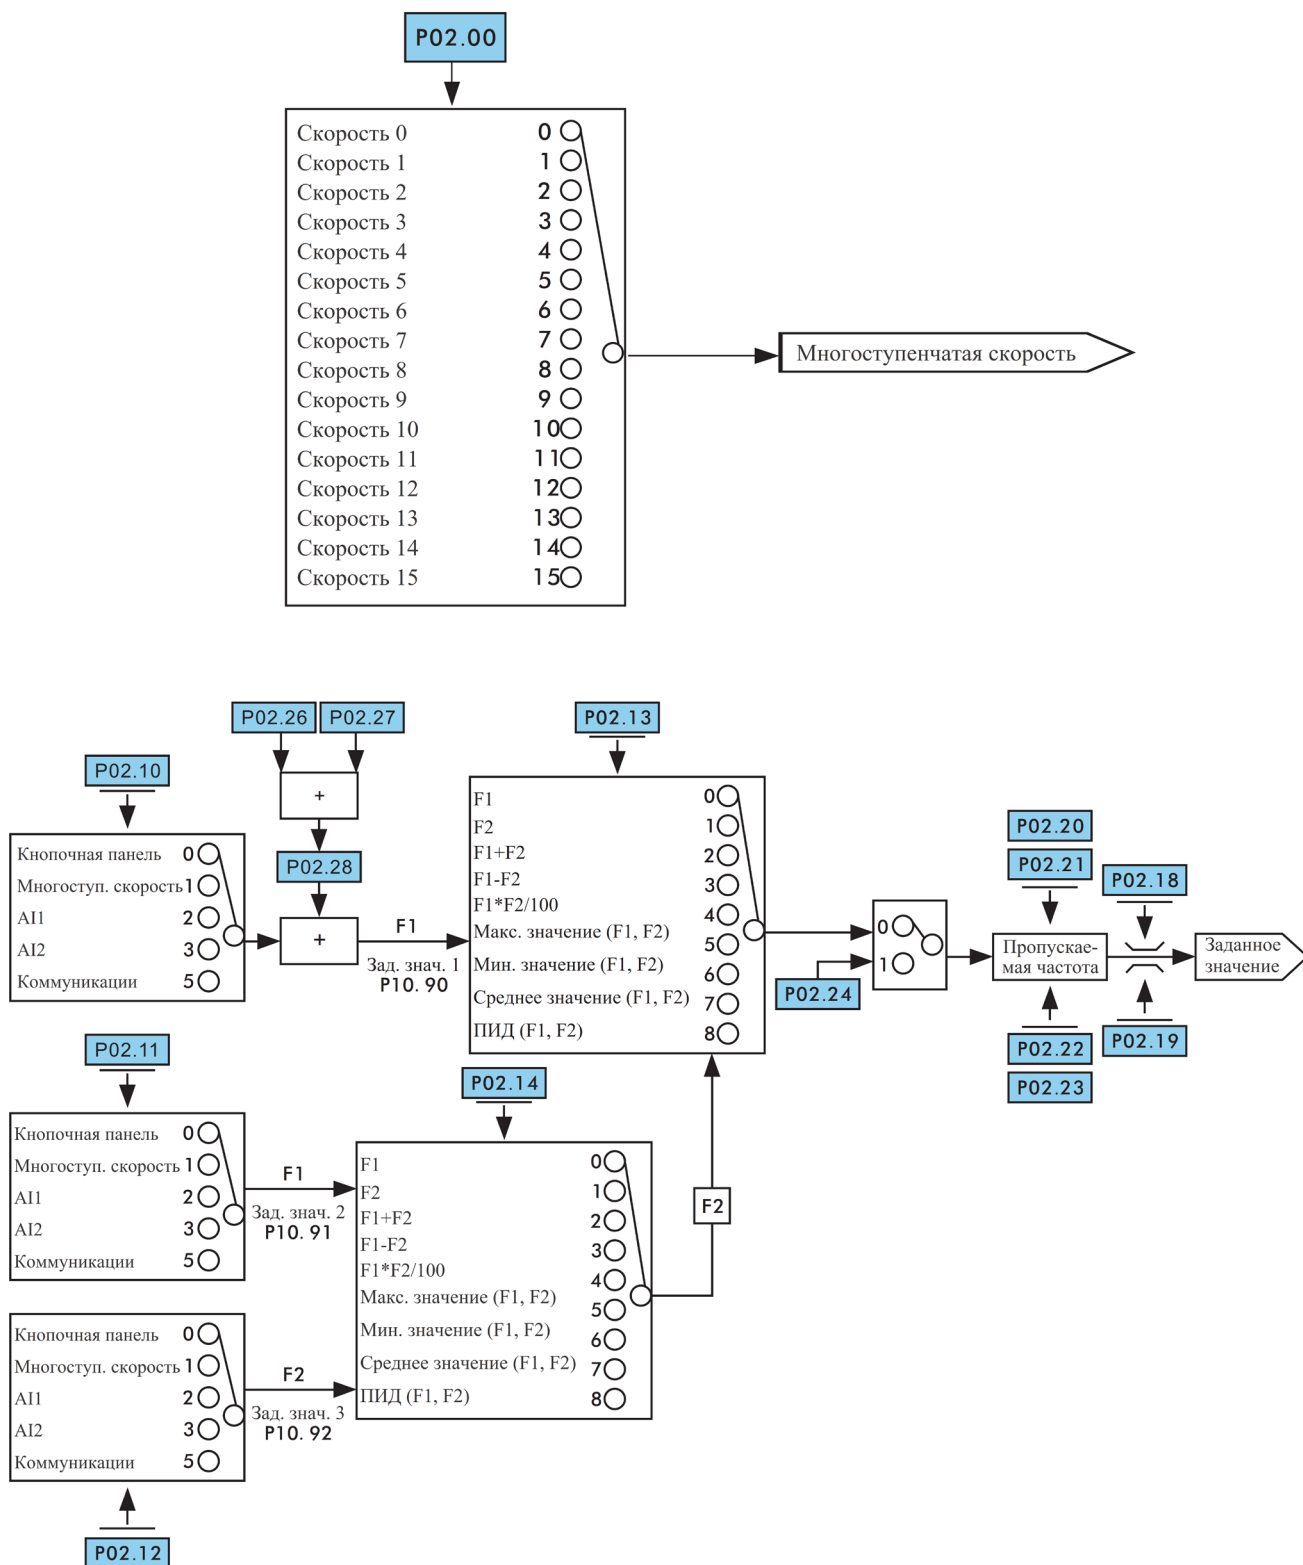 P02.00
Скорость 0 0
Скорость 1 1
Скорость 2 2
Скорость 3 3
Скорость 4 4
Скорость 5 5
Скорость 6 6
Скорость 7 7
Скорость 8 8
Скорость 9 9
Скорость 10 10
Скорость 11 11
Скорость 12 12
Скорость 13 13
Скорость 14 14
Скорость 15 15
Многоступенчатая скорость
P02.26 P02.27
+
P02.28
+
P02.10
Кнопочная панель 0
Многоступ. скорость 1
AI1 2
AI2 3
Коммуникации 5
F1
Зад. знач. 1
P10.90
P02.13
F1 0
F2 1
F1+F2 2
F1-F2 3
F1*F2/100 4
Макс. значение (F1, F2) 5
Мин. значение (F1, F2) 6
Среднее значение (F1, F2) 7
ПИД (F1, F2) 8
0
1
P02.24
P02.20
P02.21
Пропускае-
мая частота
P02.22
P02.23
P02.18
P02.19
Заданное
значение
P02.11
Кнопочная панель 0
Многоступ. скорость 1
AI1 2
AI2 3
Коммуникации 5
F1
Зад. знач. 2
P10.91
P02.14
F1 0
F2 1
F1+F2 2
F1-F2 3
F1*F2/100 4
Макс. значение (F1, F2) 5
Мин. значение (F1, F2) 6
Среднее значение (F1, F2) 7
ПИД (F1, F2) 8
F2
Кнопочная панель 0
Многоступ. скорость 1
AI1 2
AI2 3
Коммуникации 5
F2
Зад. знач. 3
P10.92
P02.12